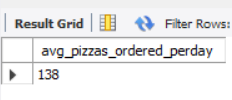 Result Grid Filter Rows:
avg_pizzas_ordered_perday
138